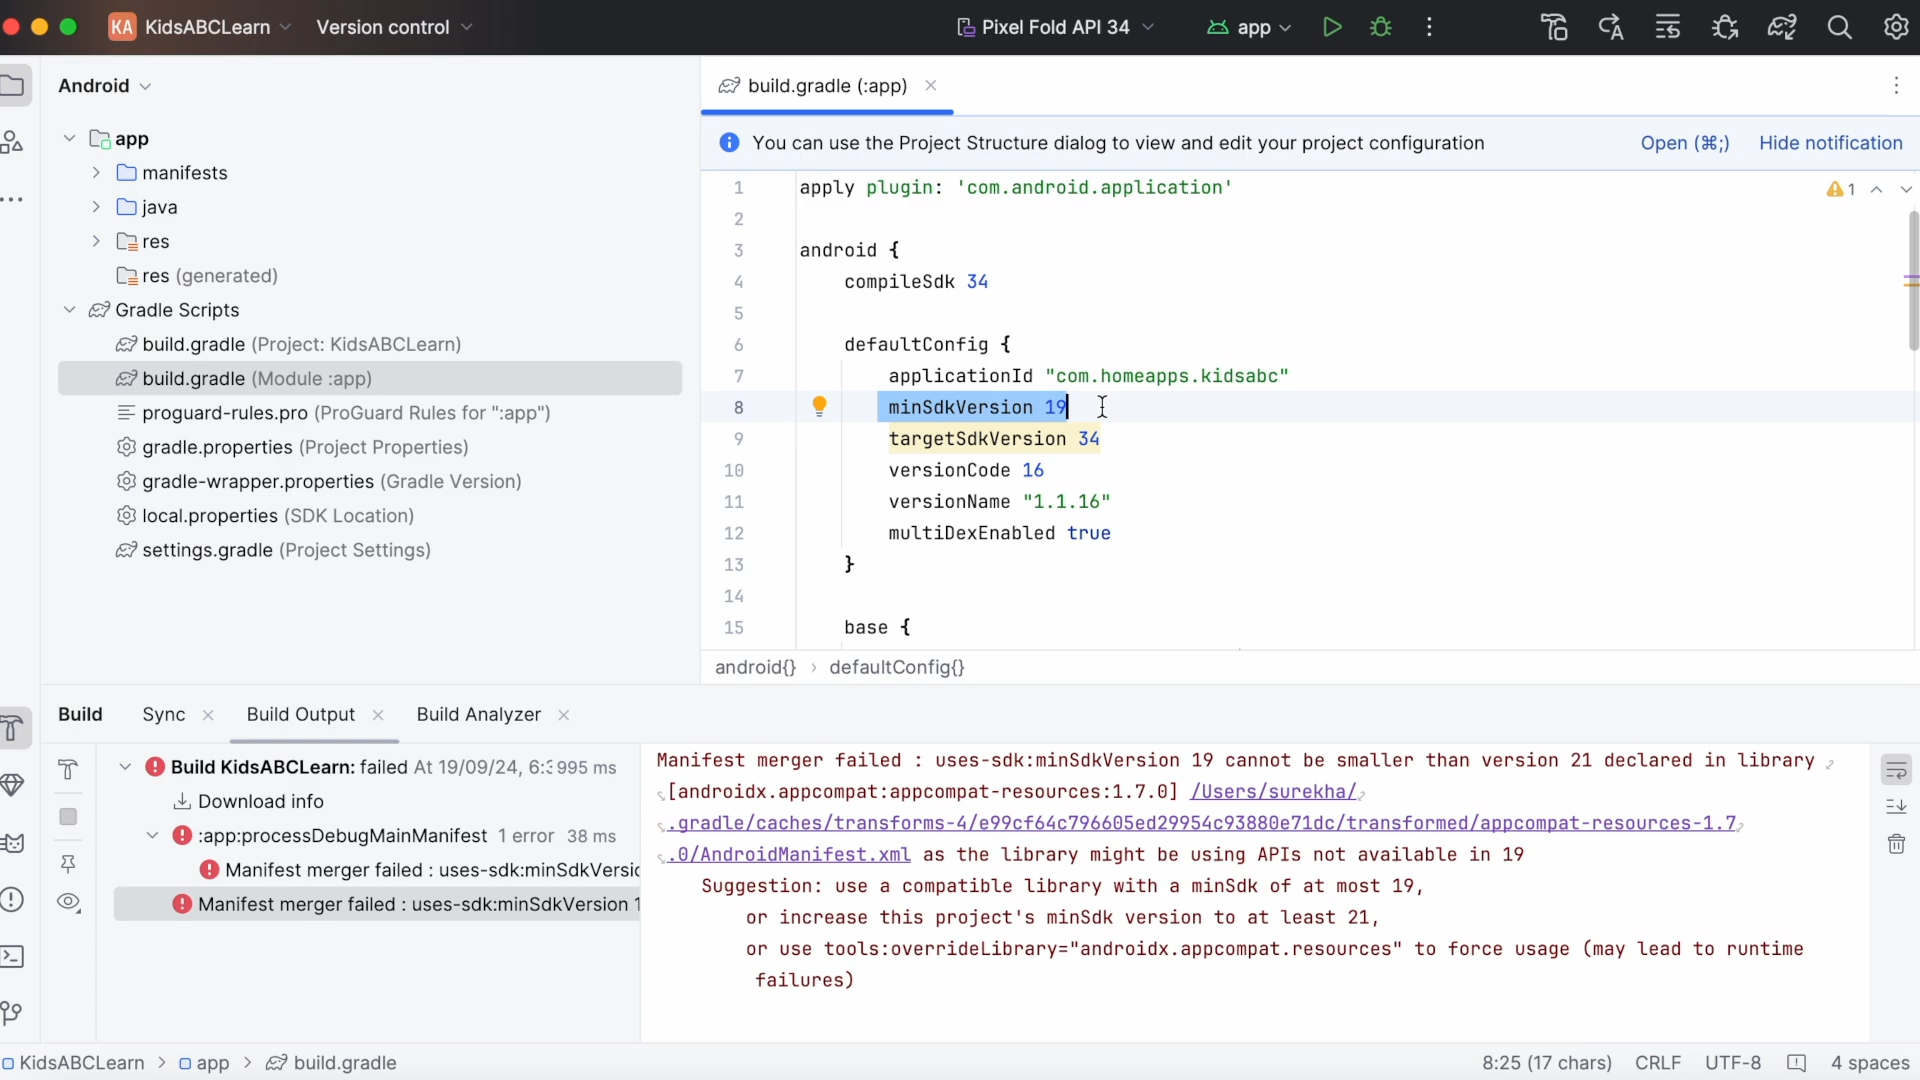 KA KidsABCLearn Version control Pixel Fold API 34 app
Android
app
manifests
java
res
res (generated)
Gradle Scripts
build.gradle (Project: KidsABCLearn)
build.gradle (Module :app)
proguard-rules.pro (ProGuard Rules for ":app")
gradle.properties (Project Properties)
gradle-wrapper.properties (Gradle Version)
local.properties (SDK Location)
settings.gradle (Project Settings)
build.gradle (:app)
You can use the Project Structure dialog to view and edit your project configuration Open (⌘;) Hide notification
1 apply plugin: 'com.android.application' 1
2
3 android {
4 compileSdk 34
5
6 defaultConfig {
7 applicationId "com.homeapps.kidsabc"
8 minSdkVersion 19
9 targetSdkVersion 34
10 versionCode 16
11 versionName "1.1.16"
12 multiDexEnabled true
13 }
14
15 base {
android{} › defaultConfig{}
Build Sync Build Output Build Analyzer
Build KidsABCLearn: failed At 19/09/24, 6:3 995 ms
Download info
:app:processDebugMainManifest 1 error 38 ms
Manifest merger failed : uses-sdk:minSdkVersio
Manifest merger failed : uses-sdk:minSdkVersion 1
Manifest merger failed : uses-sdk:minSdkVersion 19 cannot be smaller than version 21 declared in library
[androidx.appcompat:appcompat-resources:1.7.0] /Users/surekha/
.gradle/caches/transforms-4/e99cf64c796605ed29954c93880e71dc/transformed/appcompat-resources-1.7
.0/AndroidManifest.xml as the library might be using APIs not available in 19
Suggestion: use a compatible library with a minSdk of at most 19,
or increase this project's minSdk version to at least 21,
or use tools:overrideLibrary="androidx.appcompat.resources" to force usage (may lead to runtime
failures)
KidsABCLearn > app > build.gradle 8:25 (17 chars) CRLF UTF-8 4 spaces